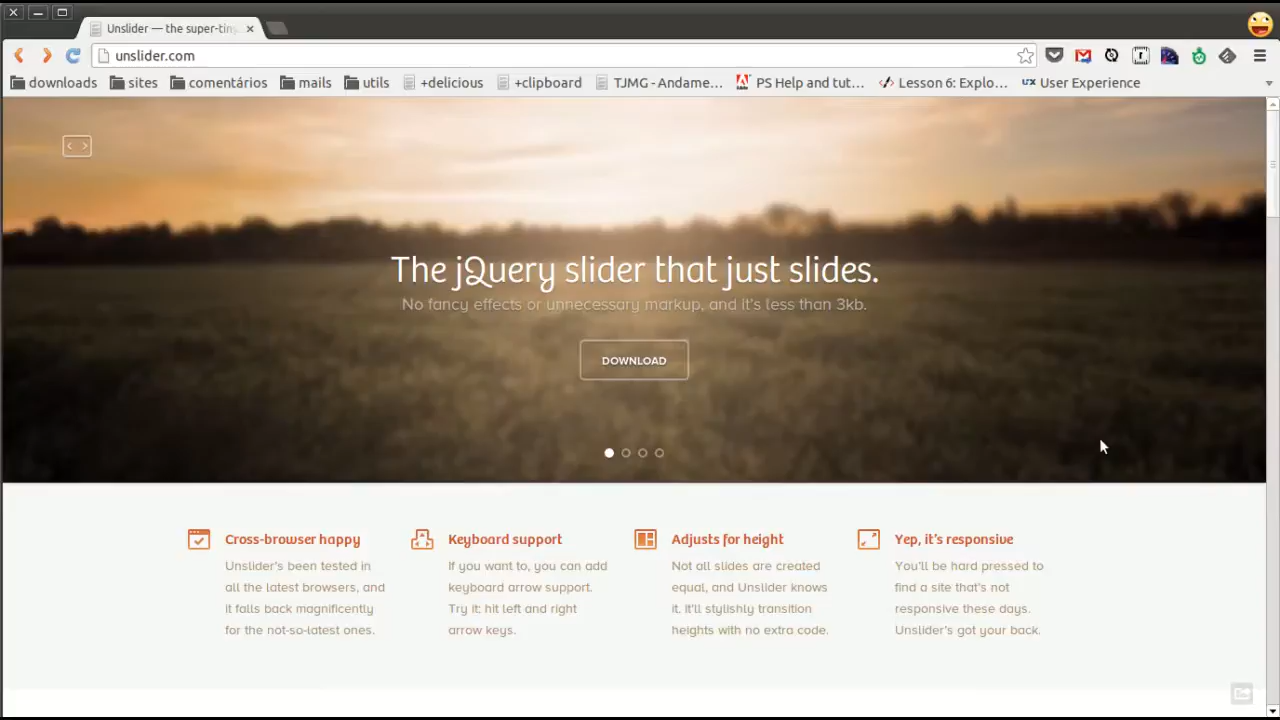 Unslider — the super-tin
unslider.com
downloads sites comentários mails utils +delicious +clipboard TJMG - Andame... PS Help and tut... Lesson 6: Explo... UX User Experience
The jQuery slider that just slides.
No fancy effects or unnecessary markup, and it's less than 3kb.
DOWNLOAD
Cross-browser happy
Unslider's been tested in
all the latest browsers, and
it falls back magnificently
for the not-so-latest ones.
Keyboard support
If you want to, you can add
keyboard arrow support.
Try it: hit left and right
arrow keys.
Adjusts for height
Not all slides are created
equal, and Unslider knows
it. It'll stylishly transition
heights with no extra code.
Yep, it's responsive
You'll be hard pressed to
find a site that's not
responsive these days.
Unslider's got your back.